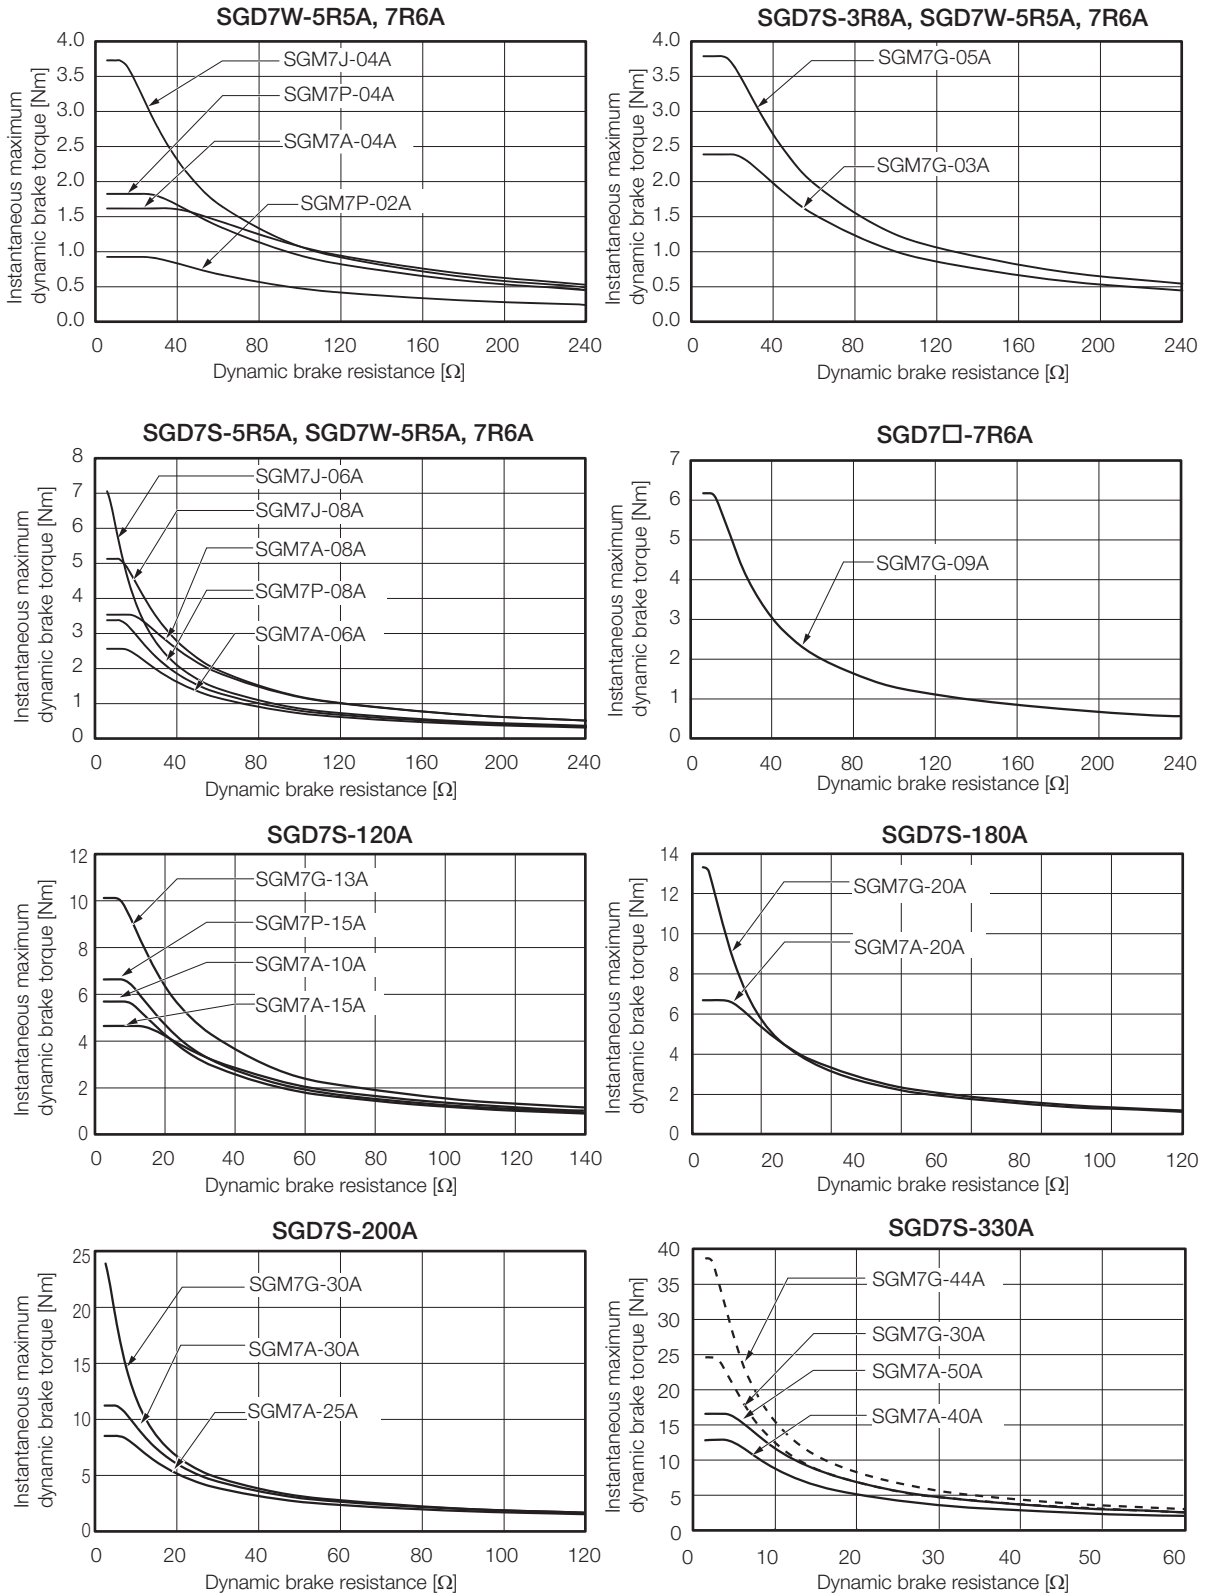 SGD7W-5R5A, 7R6A
Instantaneous maximum
dynamic brake torque [Nm]
4.0
3.5
3.0
2.5
2.0
1.5
1.0
0.5
0.0
SGM7J-04A
SGM7P-04A
SGM7A-04A
SGM7P-02A
0 40 80 120 160 200 240
Dynamic brake resistance [Ω]
SGD7S-3R8A, SGD7W-5R5A, 7R6A
Instantaneous maximum
dynamic brake torque [Nm]
4.0
3.5
3.0
2.5
2.0
1.5
1.0
0.5
0.0
SGM7G-05A
SGM7G-03A
0 40 80 120 160 200 240
Dynamic brake resistance [Ω]
SGD7S-5R5A, SGD7W-5R5A, 7R6A
Instantaneous maximum
dynamic brake torque [Nm]
8
7
6
5
4
3
2
1
0
SGM7J-06A
SGM7J-08A
SGM7A-08A
SGM7P-08A
SGM7A-06A
0 40 80 120 160 200 240
Dynamic brake resistance [Ω]
SGD7□-7R6A
Instantaneous maximum
dynamic brake torque [Nm]
7
6
5
4
3
2
1
0
SGM7G-09A
0 40 80 120 160 200 240
Dynamic brake resistance [Ω]
SGD7S-120A
Instantaneous maximum
dynamic brake torque [Nm]
12
10
8
6
4
2
0
SGM7G-13A
SGM7P-15A
SGM7A-10A
SGM7A-15A
0 20 40 60 80 100 120 140
Dynamic brake resistance [Ω]
SGD7S-180A
Instantaneous maximum
dynamic brake torque [Nm]
14
12
10
8
6
4
2
0
SGM7G-20A
SGM7A-20A
0 20 40 60 80 100 120
Dynamic brake resistance [Ω]
SGD7S-200A
Instantaneous maximum
dynamic brake torque [Nm]
25
20
15
10
5
0
SGM7G-30A
SGM7A-30A
SGM7A-25A
0 20 40 60 80 100 120
Dynamic brake resistance [Ω]
SGD7S-330A
Instantaneous maximum
dynamic brake torque [Nm]
40
35
30
25
20
15
10
5
0
SGM7G-44A
SGM7G-30A
SGM7A-50A
SGM7A-40A
0 10 20 30 40 50 60
Dynamic brake resistance [Ω]